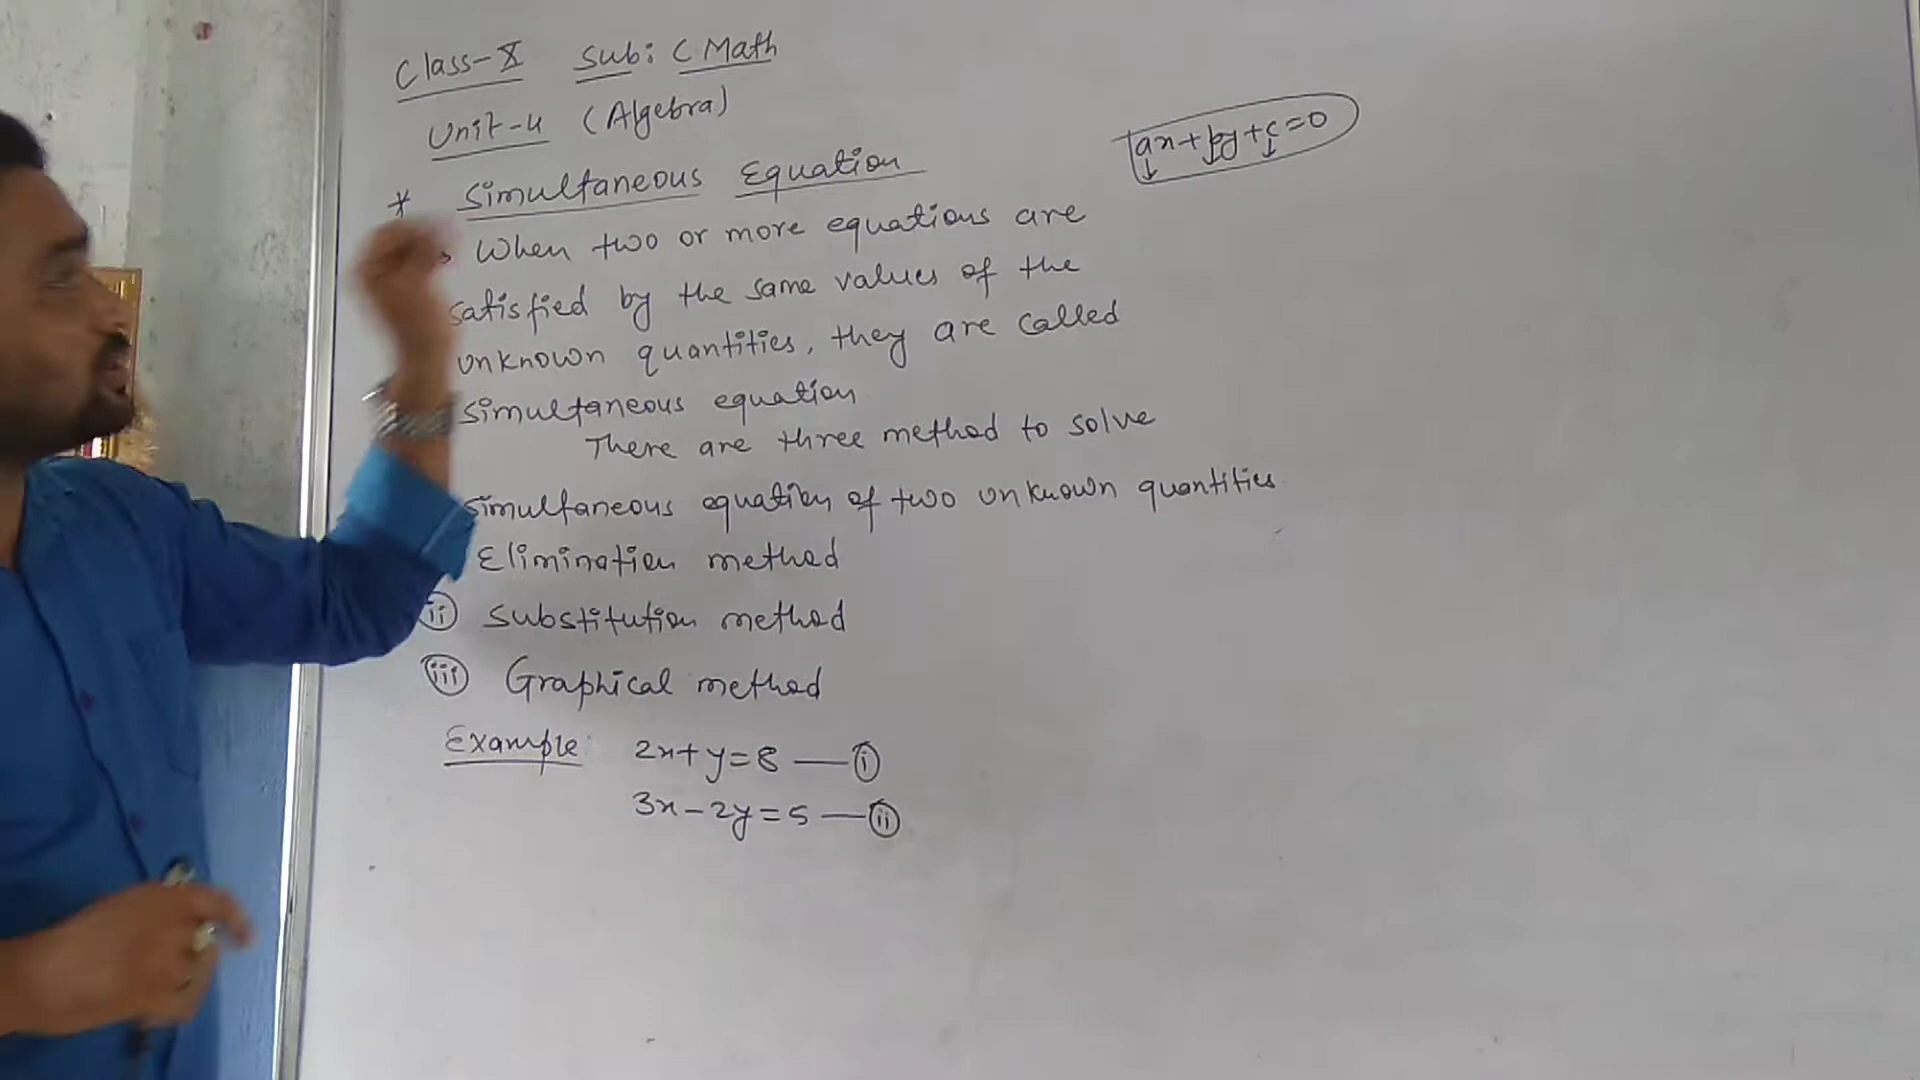 Class-X Sub: C Math
Unit-4 (Algebra)
ax+by+c=0
* Simultaneous Equation
When two or more equations are
satisfied by the same values of the
unknown quantities, they are called
simultaneous equation
There are three method to solve
simultaneous equation of two unknown quantities.
Elimination method
(ii) Substitution method
(iii) Graphical method
Example: 2x+y=8 — (i)
3x-2y=5 — (ii)